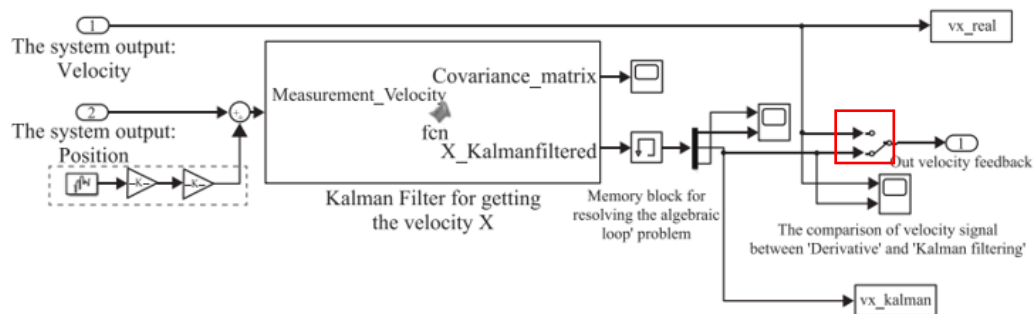 1
The system output:
Velocity
vx_real
2
The system output:
Position
Measurement_Velocity
fcn
Covariance_matrix
X_Kalmanfiltered
-K-
-K-
Kalman Filter for getting
the velocity X
Memory block for
resolving the algebraic
loop' problem
1
Out velocity feedback
The comparison of velocity signal
between 'Derivative' and 'Kalman filtering'
vx_kalman